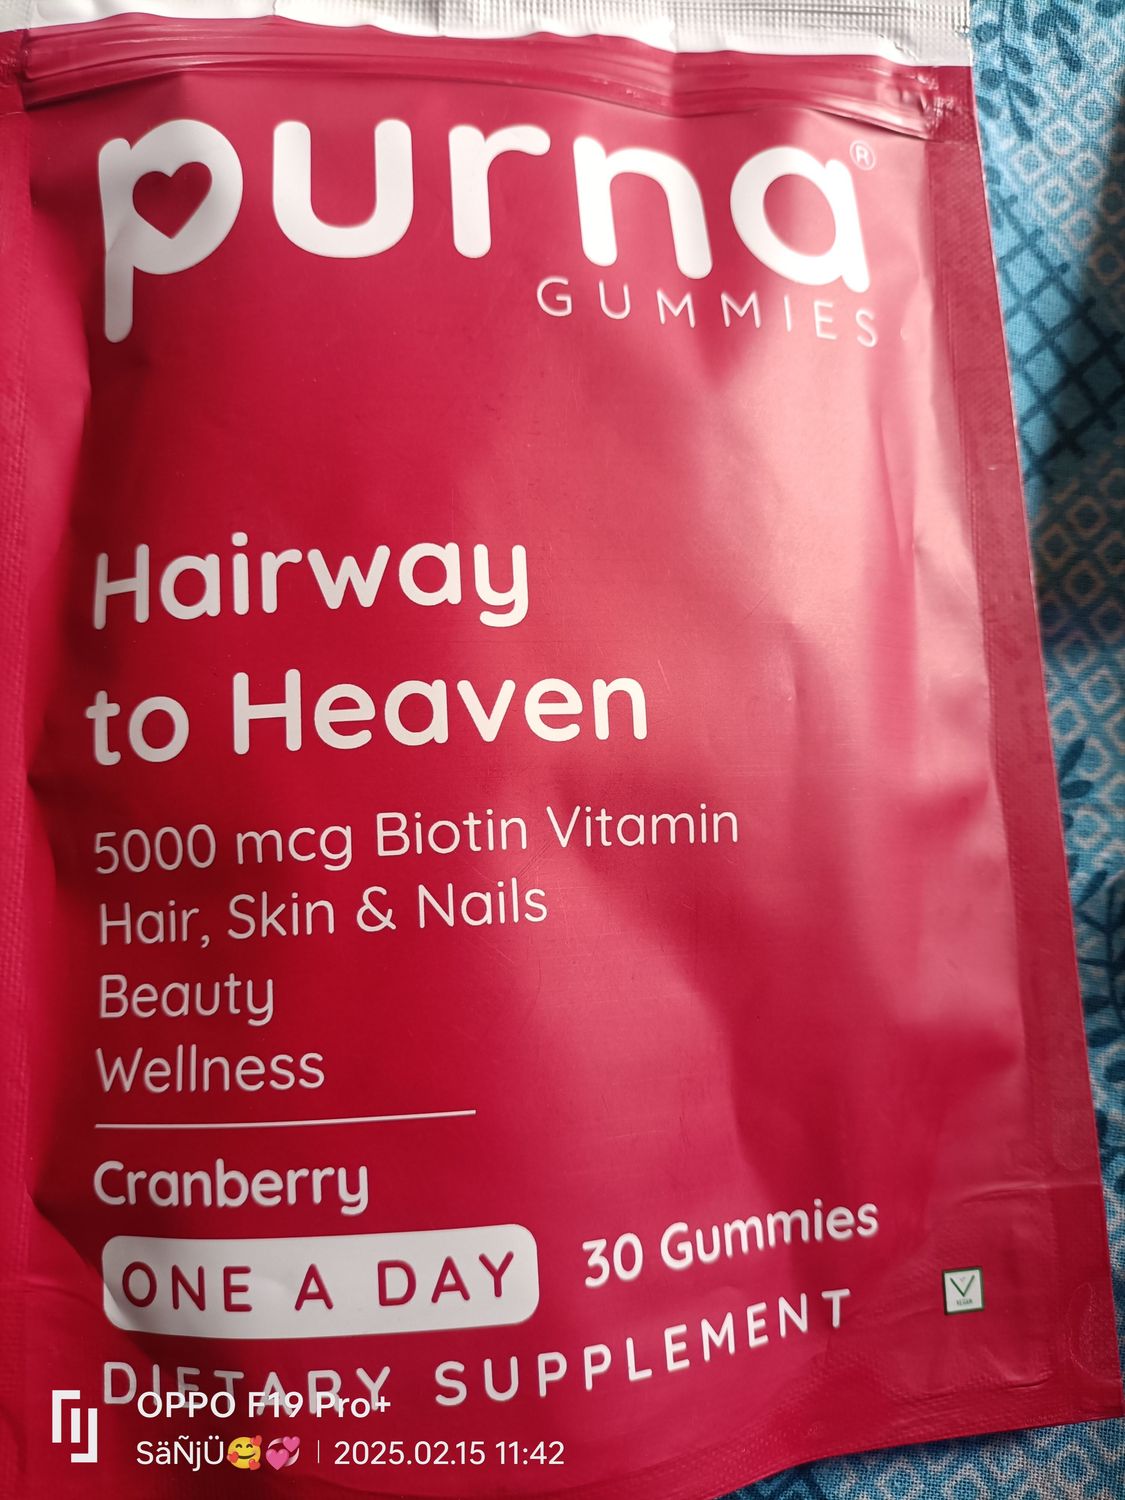 purna®
GUMMIES
Hairway
to Heaven
5000 mcg Biotin Vitamin
Hair, Skin & Nails
Beauty
Wellness
Cranberry
ONE A DAY 30 Gummies
VEGAN
DIETARY SUPPLEMENT
OPPO F19 Pro+
SäÑjÜ🥰💞 | 2025.02.15 11:42